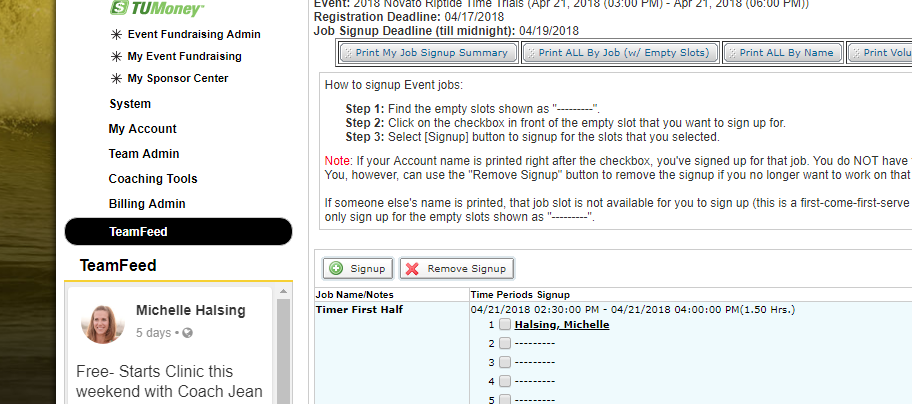 TUMoney
Event Fundraising Admin
My Event Fundraising
My Sponsor Center
System
My Account
Team Admin
Coaching Tools
Billing Admin
TeamFeed
TeamFeed
Michelle Halsing
5 days •
Free- Starts Clinic this
weekend with Coach Jean
Event: 2018 Novato Riptide Time Trials (Apr 21, 2018 (03:00 PM) - Apr 21, 2018 (06:00 PM))
Registration Deadline: 04/17/2018
Job Signup Deadline (till midnight): 04/19/2018
Print My Job Signup Summary
Print ALL By Job (w/ Empty Slots)
Print ALL By Name
Print Volu
How to signup Event jobs:
Step 1: Find the empty slots shown as "---------".
Step 2: Click on the checkbox in front of the empty slot that you want to sign up for.
Step 3: Select [Signup] button to signup for the slots that you selected.
Note: If your Account name is printed right after the checkbox, you've signed up for that job. You do NOT have
You, however, can use the "Remove Signup" button to remove the signup if you no longer want to work on that
If someone else's name is printed, that job slot is not available for you to sign up (this is a first-come-first-serve
only sign up for the empty slots shown as "---------".
Signup
Remove Signup
Job Name/Notes
Time Periods Signup
Timer First Half
04/21/2018 02:30:00 PM - 04/21/2018 04:00:00 PM(1.50 Hrs.)
1 Halsing, Michelle
2 ---------
3 ---------
4 ---------
5 ---------